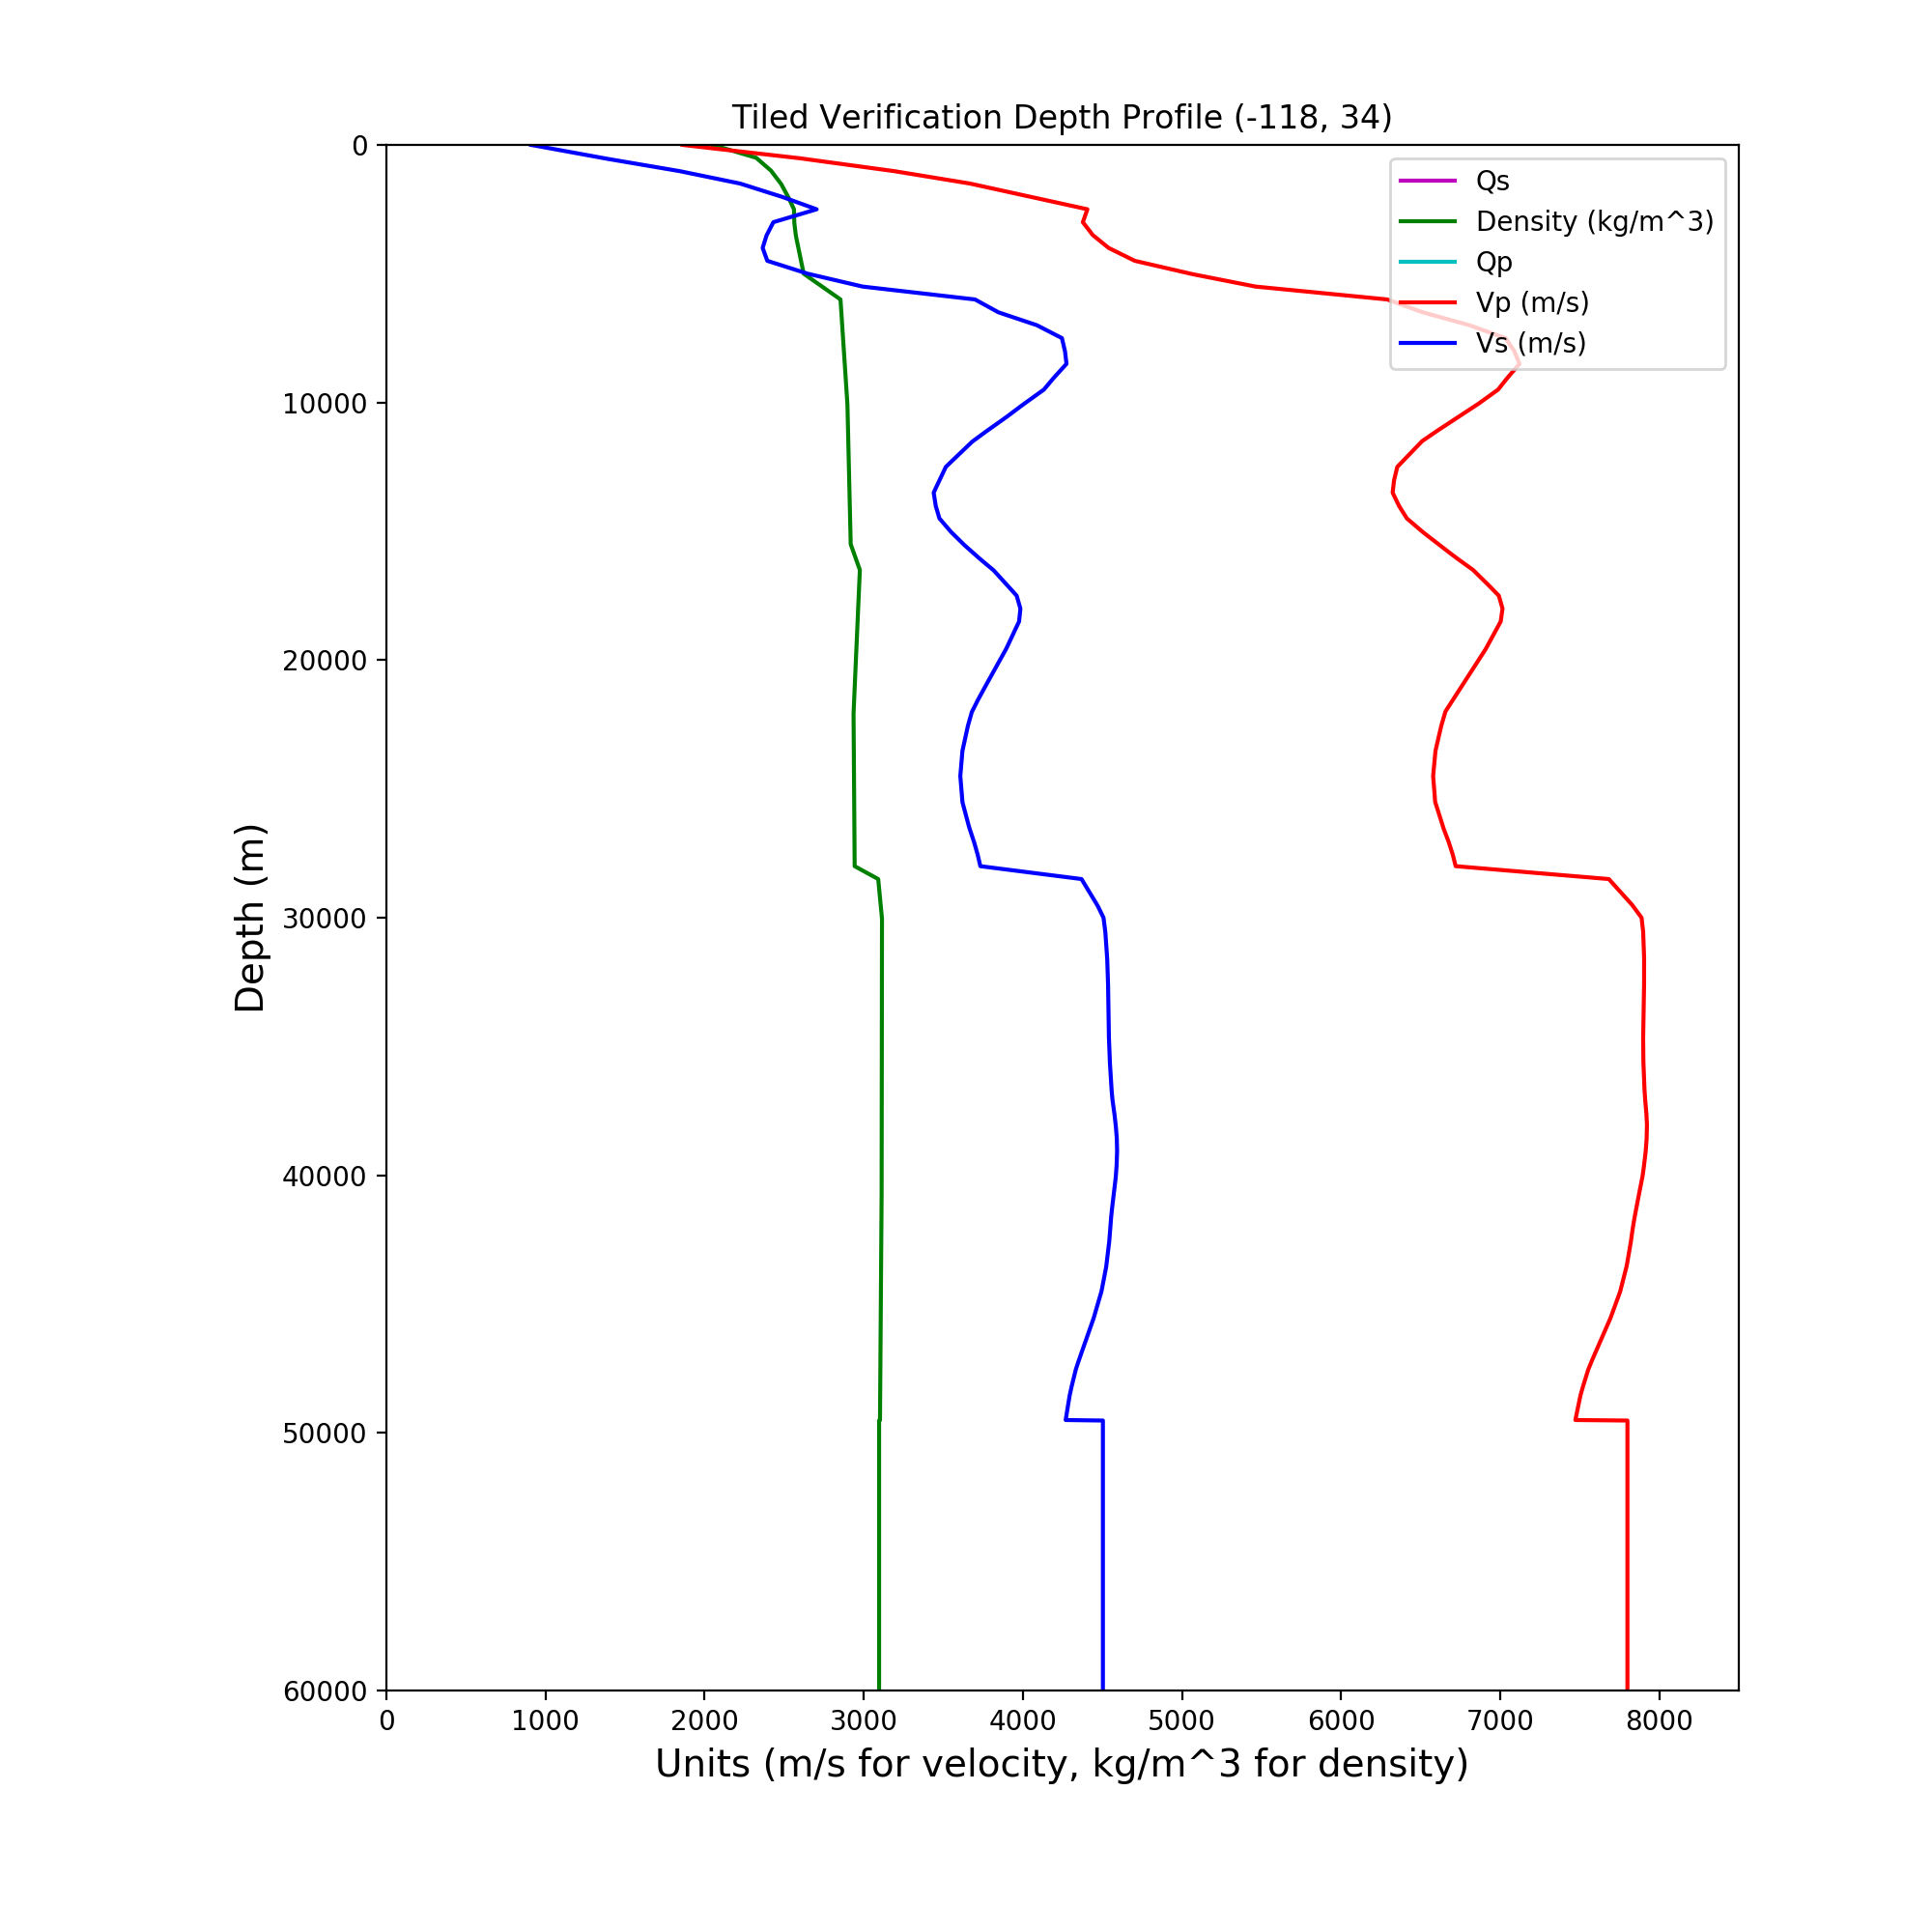 Tiled Verification Depth Profile (-118, 34)
Qs
Density (kg/m^3)
Qp
Vp (m/s)
Vs (m/s)
0
10000
20000
30000
40000
50000
60000
Depth (m)
0 1000 2000 3000 4000 5000 6000 7000 8000
Units (m/s for velocity, kg/m^3 for density)